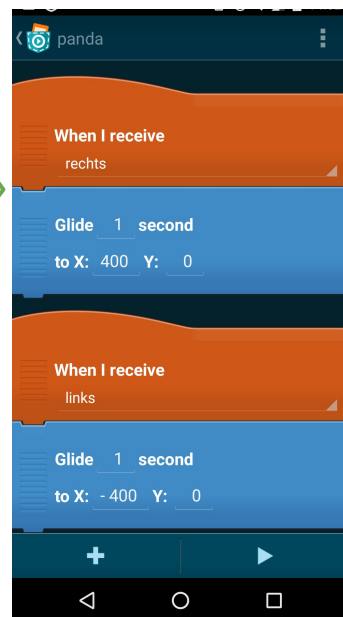 panda
When I receive
rechts
Glide 1 second
to X: 400 Y: 0
When I receive
links
Glide 1 second
to X: - 400 Y: 0